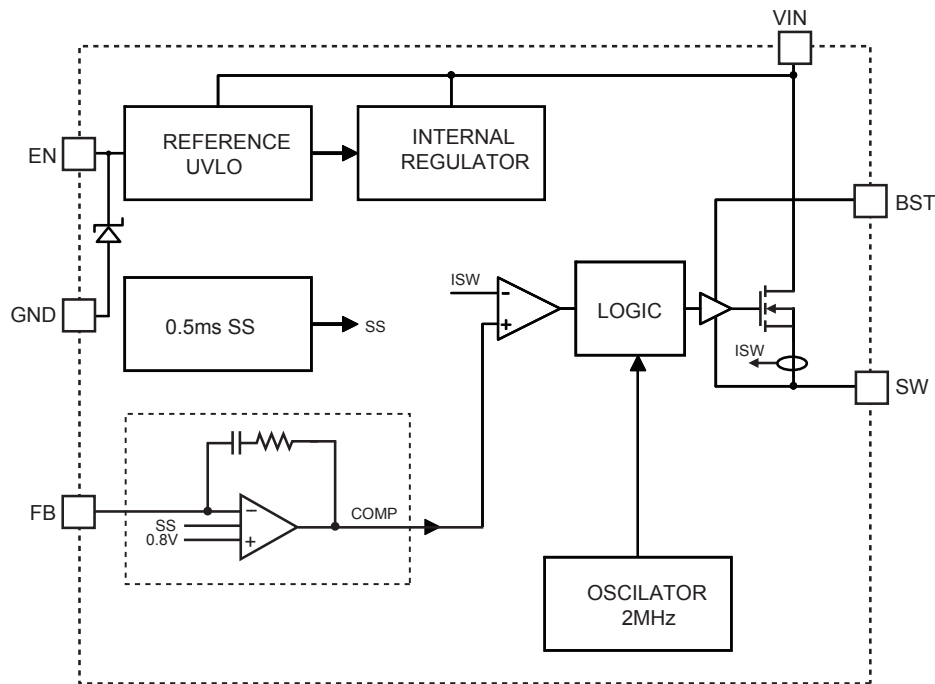 VIN
EN
REFERENCE
UVLO
INTERNAL
REGULATOR
BST
GND
0.5ms SS
SS
ISW
-
+
LOGIC
ISW
SW
FB
SS
0.8V
-
+
COMP
OSCILATOR
2MHz